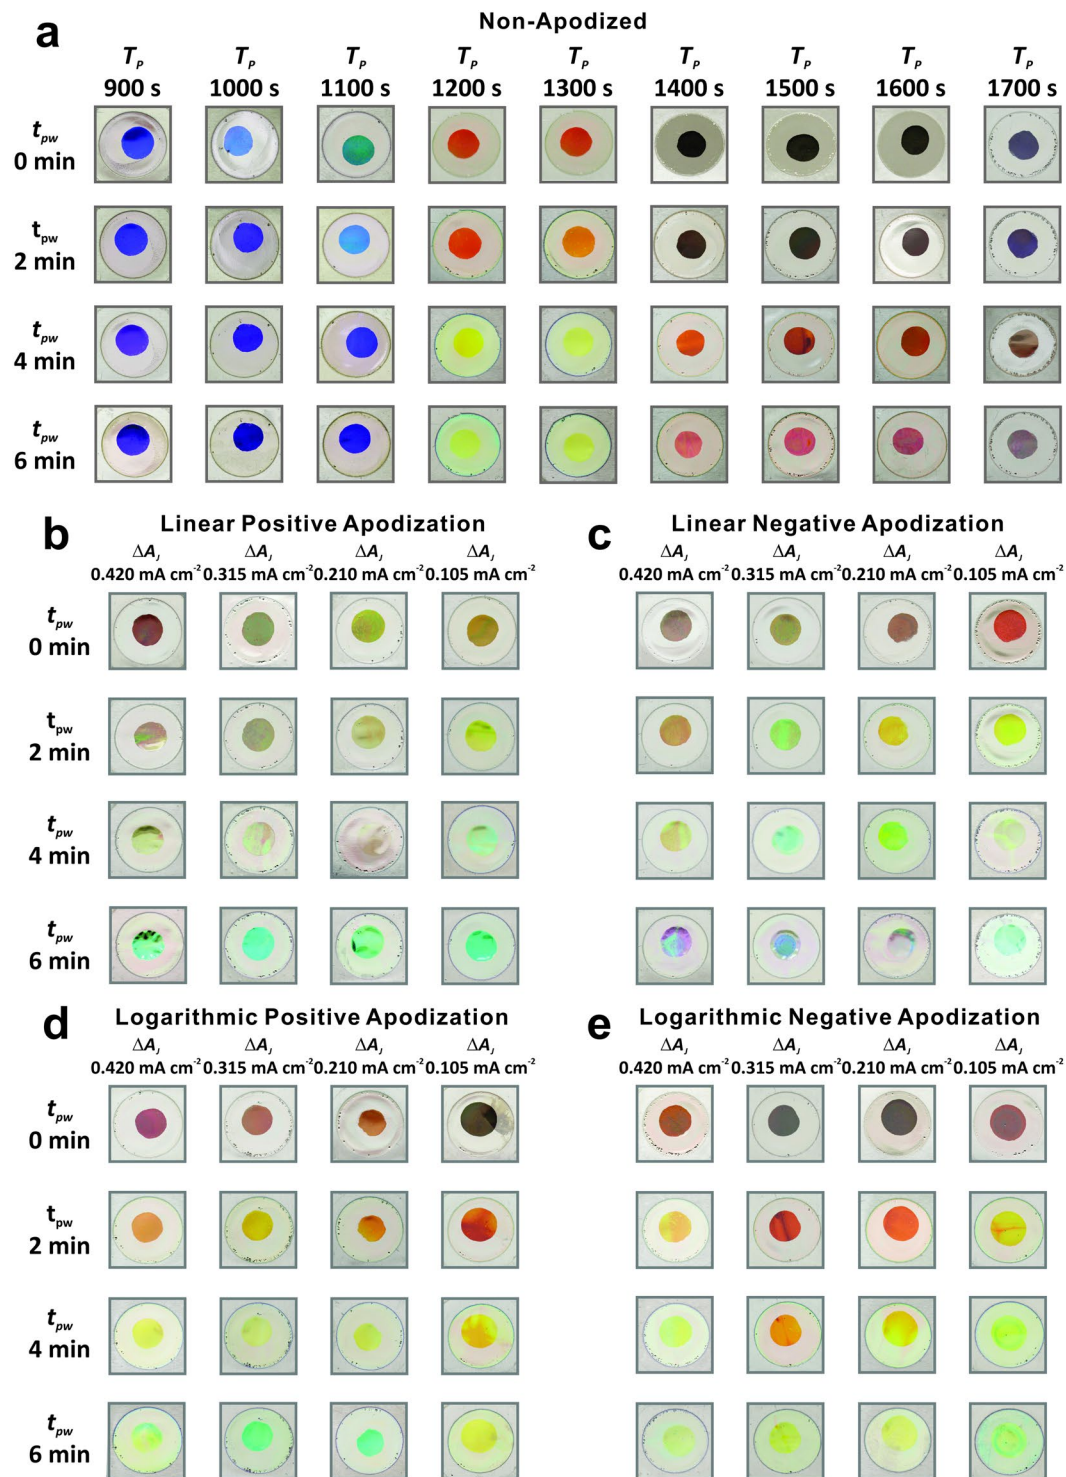 a
Non-Apodized
T_P T_P T_P T_P T_P T_P T_P T_P T_P
900 s 1000 s 1100 s 1200 s 1300 s 1400 s 1500 s 1600 s 1700 s
t_pw
0 min
t_pw
2 min
t_pw
4 min
t_pw
6 min
b
Linear Positive Apodization
ΔA_J ΔA_J ΔA_J ΔA_J
0.420 mA cm⁻² 0.315 mA cm⁻² 0.210 mA cm⁻² 0.105 mA cm⁻²
t_pw
0 min
t_pw
2 min
t_pw
4 min
t_pw
6 min
c
Linear Negative Apodization
ΔA_J ΔA_J ΔA_J ΔA_J
0.420 mA cm⁻² 0.315 mA cm⁻² 0.210 mA cm⁻² 0.105 mA cm⁻²
d
Logarithmic Positive Apodization
ΔA_J ΔA_J ΔA_J ΔA_J
0.420 mA cm⁻² 0.315 mA cm⁻² 0.210 mA cm⁻² 0.105 mA cm⁻²
t_pw
0 min
t_pw
2 min
t_pw
4 min
t_pw
6 min
e
Logarithmic Negative Apodization
ΔA_J ΔA_J ΔA_J ΔA_J
0.420 mA cm⁻² 0.315 mA cm⁻² 0.210 mA cm⁻² 0.105 mA cm⁻²